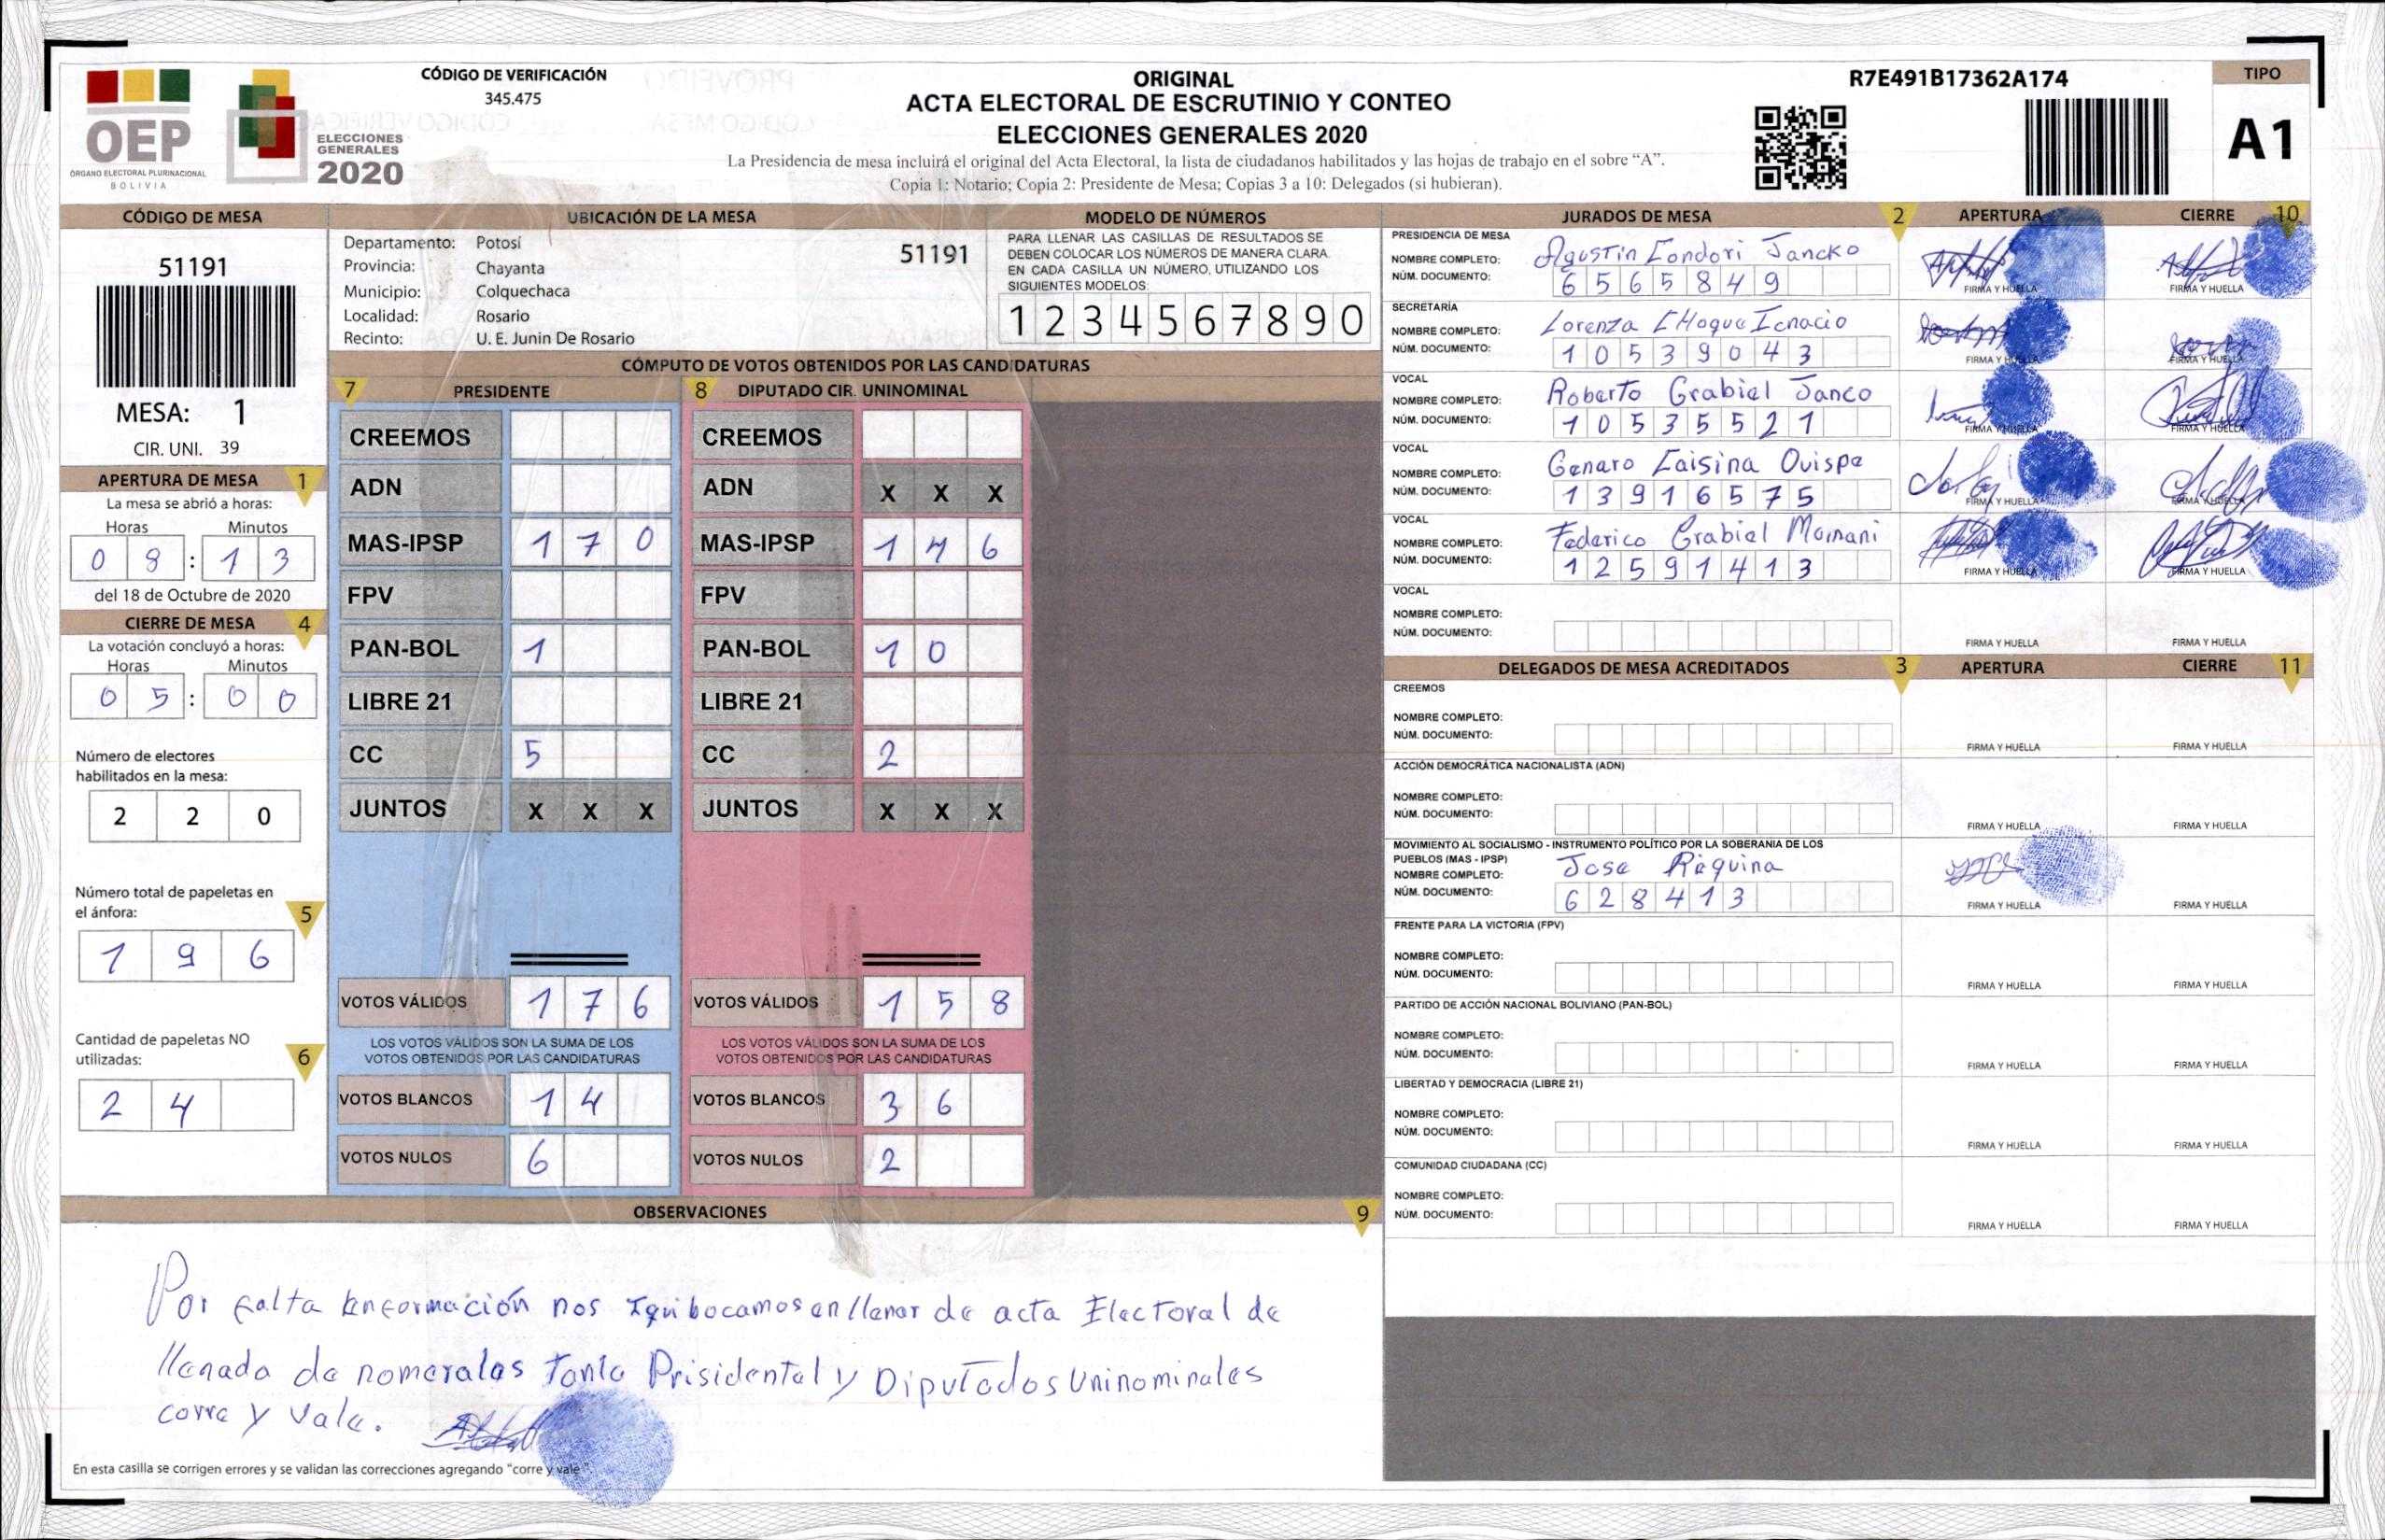 CÓDIGO DE VERIFICACIÓN
345.475
OEP
ÓRGANO ELECTORAL PLURINACIONAL
BOLIVIA
ELECCIONES
GENERALES
2020
ORIGINAL
ACTA ELECTORAL DE ESCRUTINIO Y CONTEO
ELECCIONES GENERALES 2020
La Presidencia de mesa incluirá el original del Acta Electoral, la lista de ciudadanos habilitados y las hojas de trabajo en el sobre “A”.
Copia 1: Notario; Copia 2: Presidente de Mesa; Copias 3 a 10: Delegados (si hubieran).
R7E491B17362A174
TIPO
A1
CÓDIGO DE MESA
51191
MESA: 1
CIR. UNI. 39
APERTURA DE MESA 1
La mesa se abrió a horas:
Horas Minutos
0 8 : 1 3
del 18 de Octubre de 2020
CIERRE DE MESA 4
La votación concluyó a horas:
Horas Minutos
0 5 : 0 0
Número de electores
habilitados en la mesa:
2 2 0
Número total de papeletas en
el ánfora: 5
1 9 6
Cantidad de papeletas NO
utilizadas: 6
2 4
UBICACIÓN DE LA MESA
Departamento: Potosí 51191
Provincia: Chayanta
Municipio: Colquechaca
Localidad: Rosario
Recinto: U. E. Junin De Rosario
MODELO DE NÚMEROS
PARA LLENAR LAS CASILLAS DE RESULTADOS SE
DEBEN COLOCAR LOS NÚMEROS DE MANERA CLARA.
EN CADA CASILLA UN NÚMERO, UTILIZANDO LOS
SIGUIENTES MODELOS:
1 2 3 4 5 6 7 8 9 0
CÓMPUTO DE VOTOS OBTENIDOS POR LAS CANDIDATURAS
7 PRESIDENTE
CREEMOS
ADN
MAS-IPSP 1 7 0
FPV
PAN-BOL 1
LIBRE 21
CC 5
JUNTOS X X X
VOTOS VÁLIDOS 1 7 6
LOS VOTOS VÁLIDOS SON LA SUMA DE LOS
VOTOS OBTENIDOS POR LAS CANDIDATURAS
VOTOS BLANCOS 1 4
VOTOS NULOS 6
8 DIPUTADO CIR. UNINOMINAL
CREEMOS
ADN X X X
MAS-IPSP 1 4 6
FPV
PAN-BOL 1 0
LIBRE 21
CC 2
JUNTOS X X X
VOTOS VÁLIDOS 1 5 8
LOS VOTOS VÁLIDOS SON LA SUMA DE LOS
VOTOS OBTENIDOS POR LAS CANDIDATURAS
VOTOS BLANCOS 3 6
VOTOS NULOS 2
OBSERVACIONES 9
Por falta Enformación nos Iquibocamos en llenar de acta Electoral de
llenado de nomerales tanto Prisidental y Diputados Uninominales
corre y vale.
En esta casilla se corrigen errores y se validan las correcciones agregando “corre y vale”.
JURADOS DE MESA 2 APERTURA CIERRE 10
PRESIDENCIA DE MESA
NOMBRE COMPLETO: Agustin Condori Jancko
NÚM. DOCUMENTO: 6 5 6 5 8 4 9
FIRMA Y HUELLA FIRMA Y HUELLA
SECRETARÍA
NOMBRE COMPLETO: Lorenza CHoque Icnacio
NÚM. DOCUMENTO: 1 0 5 3 9 0 4 3
FIRMA Y HUELLA FIRMA Y HUELLA
VOCAL
NOMBRE COMPLETO: Roberto Grabiel Janco
NÚM. DOCUMENTO: 1 0 5 3 5 5 2 1
FIRMA Y HUELLA FIRMA Y HUELLA
VOCAL
NOMBRE COMPLETO: Genaro Caisina Quispe
NÚM. DOCUMENTO: 1 3 9 1 6 5 7 5
FIRMA Y HUELLA FIRMA Y HUELLA
VOCAL
NOMBRE COMPLETO: Federico Grabiel Mamani
NÚM. DOCUMENTO: 1 2 5 9 1 4 1 3
FIRMA Y HUELLA FIRMA Y HUELLA
VOCAL
NOMBRE COMPLETO:
NÚM. DOCUMENTO:
FIRMA Y HUELLA FIRMA Y HUELLA
DELEGADOS DE MESA ACREDITADOS 3 APERTURA CIERRE 11
CREEMOS
NOMBRE COMPLETO:
NÚM. DOCUMENTO:
FIRMA Y HUELLA FIRMA Y HUELLA
ACCIÓN DEMOCRÁTICA NACIONALISTA (ADN)
NOMBRE COMPLETO:
NÚM. DOCUMENTO:
FIRMA Y HUELLA FIRMA Y HUELLA
MOVIMIENTO AL SOCIALISMO - INSTRUMENTO POLÍTICO POR LA SOBERANIA DE LOS
PUEBLOS (MAS - IPSP)
NOMBRE COMPLETO: Jose Requina
NÚM. DOCUMENTO: 6 2 8 4 1 3
FIRMA Y HUELLA FIRMA Y HUELLA
FRENTE PARA LA VICTORIA (FPV)
NOMBRE COMPLETO:
NÚM. DOCUMENTO:
FIRMA Y HUELLA FIRMA Y HUELLA
PARTIDO DE ACCIÓN NACIONAL BOLIVIANO (PAN-BOL)
NOMBRE COMPLETO:
NÚM. DOCUMENTO:
FIRMA Y HUELLA FIRMA Y HUELLA
LIBERTAD Y DEMOCRACIA (LIBRE 21)
NOMBRE COMPLETO:
NÚM. DOCUMENTO:
FIRMA Y HUELLA FIRMA Y HUELLA
COMUNIDAD CIUDADANA (CC)
NOMBRE COMPLETO:
NÚM. DOCUMENTO:
FIRMA Y HUELLA FIRMA Y HUELLA